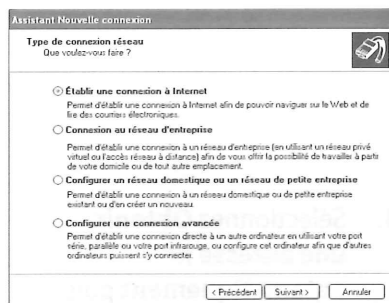 Assistant Nouvelle connexion
Type de connexion réseau
Que voulez-vous faire ?
Établir une connexion à Internet
Permet d'établir une connexion à Internet afin de pouvoir naviguer sur le Web et de
lire des courriers électroniques.
Connexion au réseau d'entreprise
Permet d'établir une connexion à un réseau d'entreprise (en utilisant un réseau privé
virtuel ou l'accès réseau à distance) afin de vous offrir la possibilité de travailler à partir
de votre domicile ou de tout autre emplacement.
Configurer un réseau domestique ou un réseau de petite entreprise
Permet d'établir une connexion à un réseau domestique ou de petite entreprise
existant ou d'en créer un nouveau.
Configurer une connexion avancée
Permet d'établir une connexion directe à un autre ordinateur en utilisant votre port
série, parallèle ou votre port infrarouge, ou configure cet ordinateur afin que d'autres
ordinateurs puissent s'y connecter.
< Précédent Suivant > Annuler